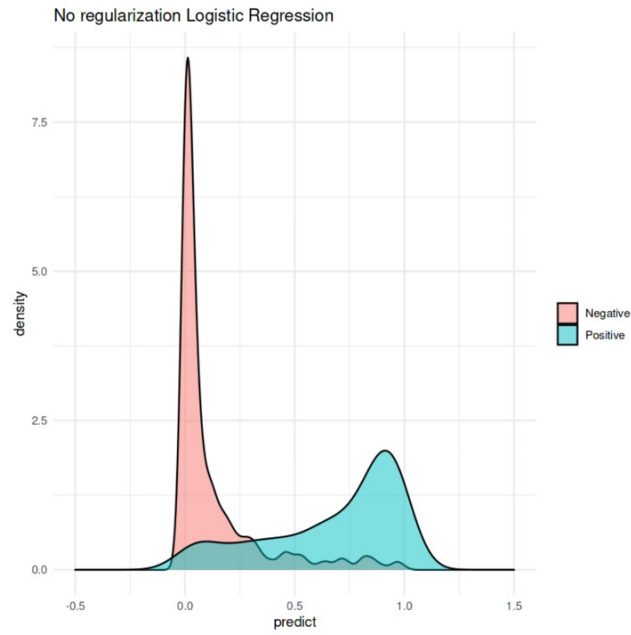 No regularization Logistic Regression
7.5
5.0
2.5
0.0
density
-0.5 0.0 0.5 1.0 1.5
predict
Negative
Positive